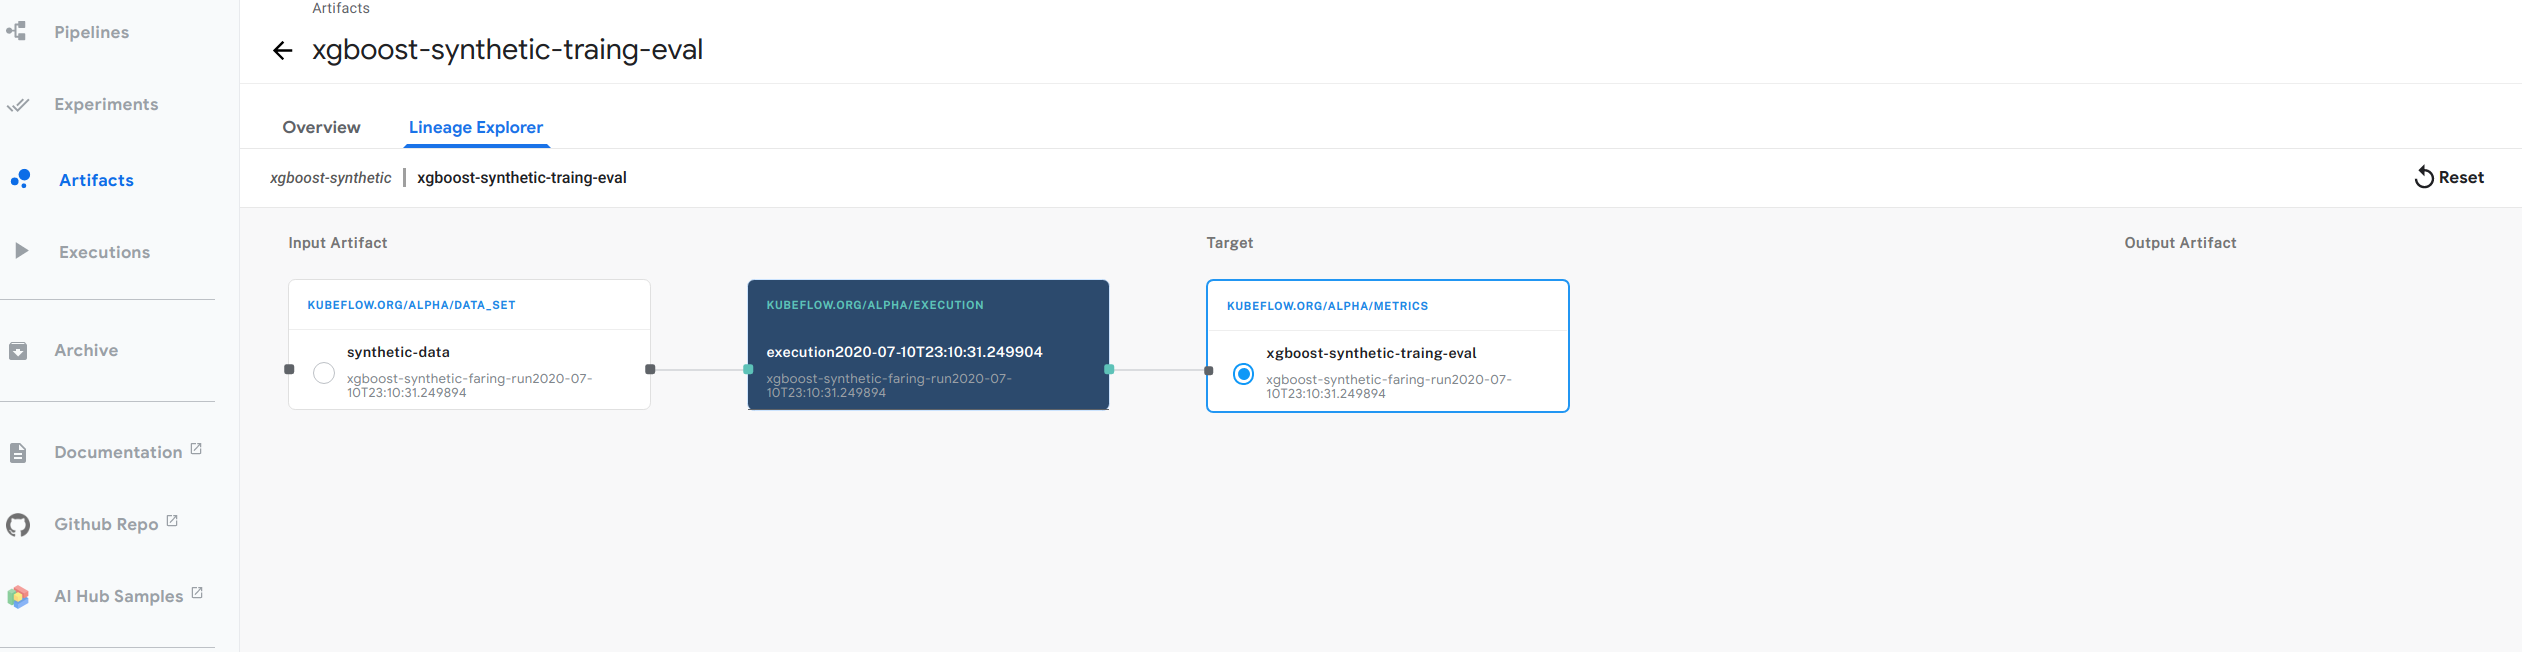 Pipelines
Experiments
Artifacts
Executions
Archive
Documentation
Github Repo
AI Hub Samples
Artifacts
xgboost-synthetic-traing-eval
Overview
Lineage Explorer
xgboost-synthetic
xgboost-synthetic-traing-eval
Reset
Input Artifact
Target
Output Artifact
KUBEFLOW.ORG/ALPHA/DATA_SET
synthetic-data
xgboost-synthetic-faring-run2020-07-
10T23:10:31.249894
KUBEFLOW.ORG/ALPHA/EXECUTION
execution2020-07-10T23:10:31.249904
xgboost-synthetic-faring-run2020-07-
10T23:10:31.249894
KUBEFLOW.ORG/ALPHA/METRICS
xgboost-synthetic-traing-eval
xgboost-synthetic-faring-run2020-07-
10T23:10:31.249894